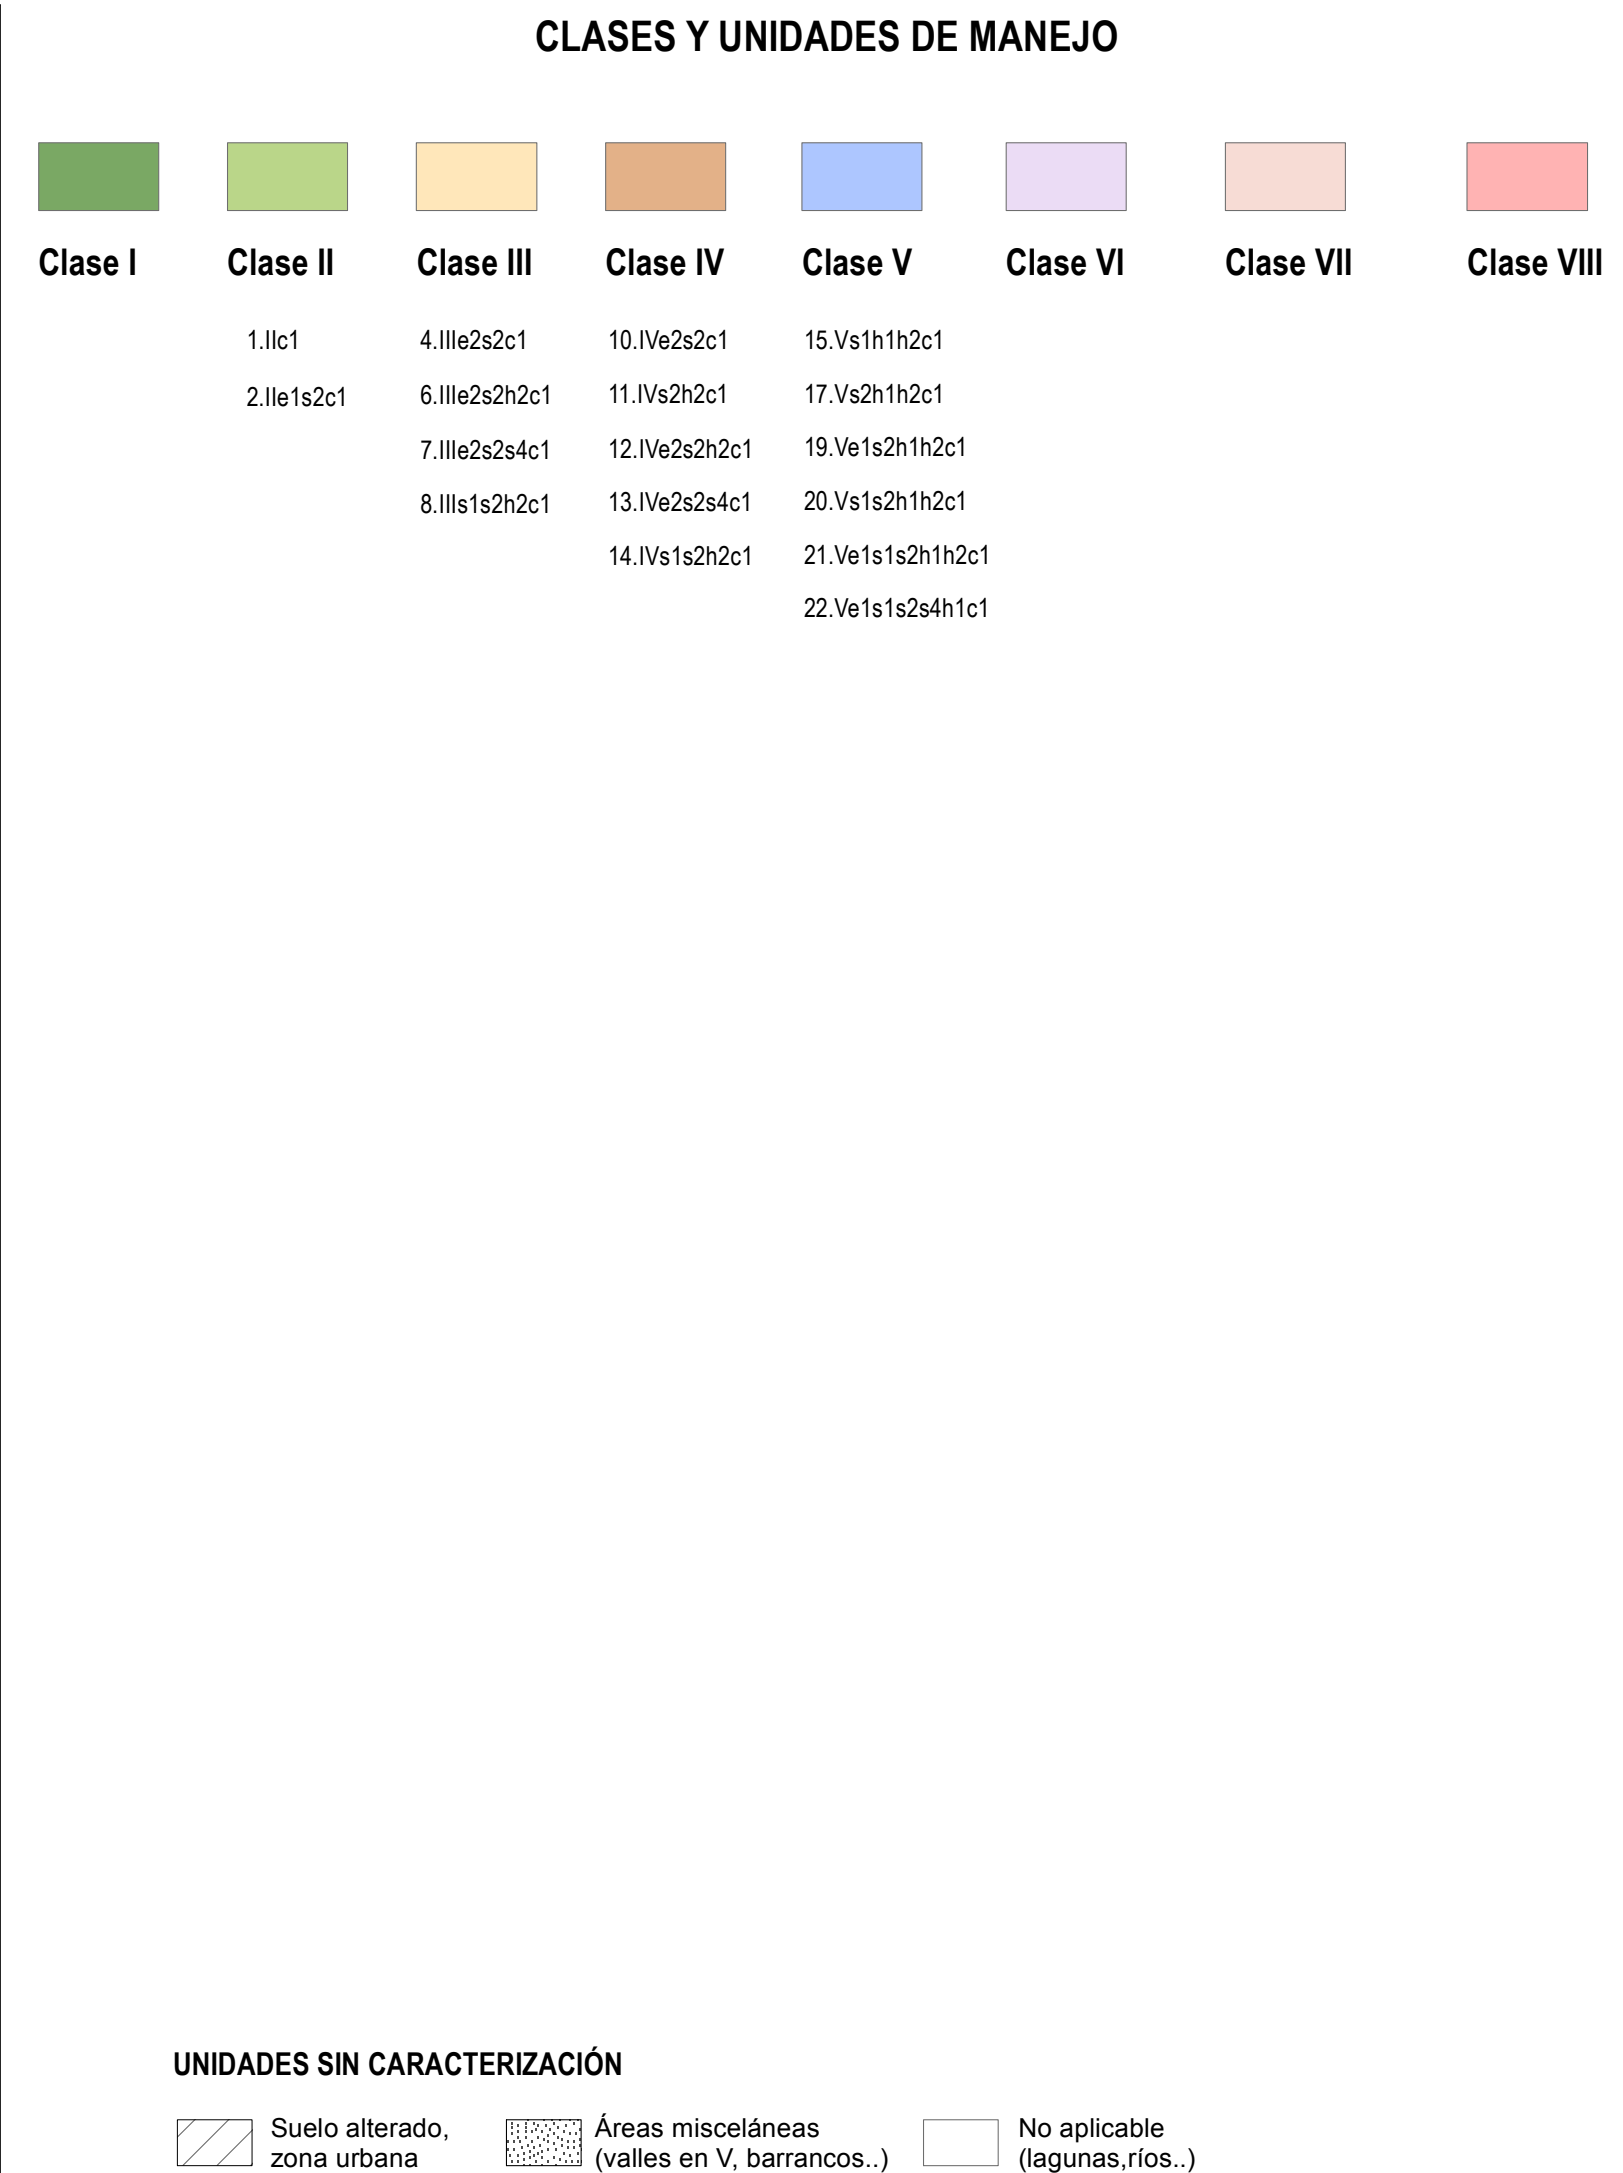 CLASES Y UNIDADES DE MANEJO
Clase I
Clase II
Clase III
Clase IV
Clase V
Clase VI
Clase VII
Clase VIII
1.IIc1
2.IIe1s2c1
4.IIIe2s2c1
6.IIIe2s2h2c1
7.IIIe2s2s4c1
8.IIIs1s2h2c1
10.IVe2s2c1
11.IVs2h2c1
12.IVe2s2h2c1
13.IVe2s2s4c1
14.IVs1s2h2c1
15.Vs1h1h2c1
17.Vs2h1h2c1
19.Ve1s2h1h2c1
20.Vs1s2h1h2c1
21.Ve1s1s2h1h2c1
22.Ve1s1s2s4h1c1
UNIDADES SIN CARACTERIZACIÓN
Suelo alterado,
zona urbana
Áreas misceláneas
(valles en V, barrancos..)
No aplicable
(lagunas,ríos..)